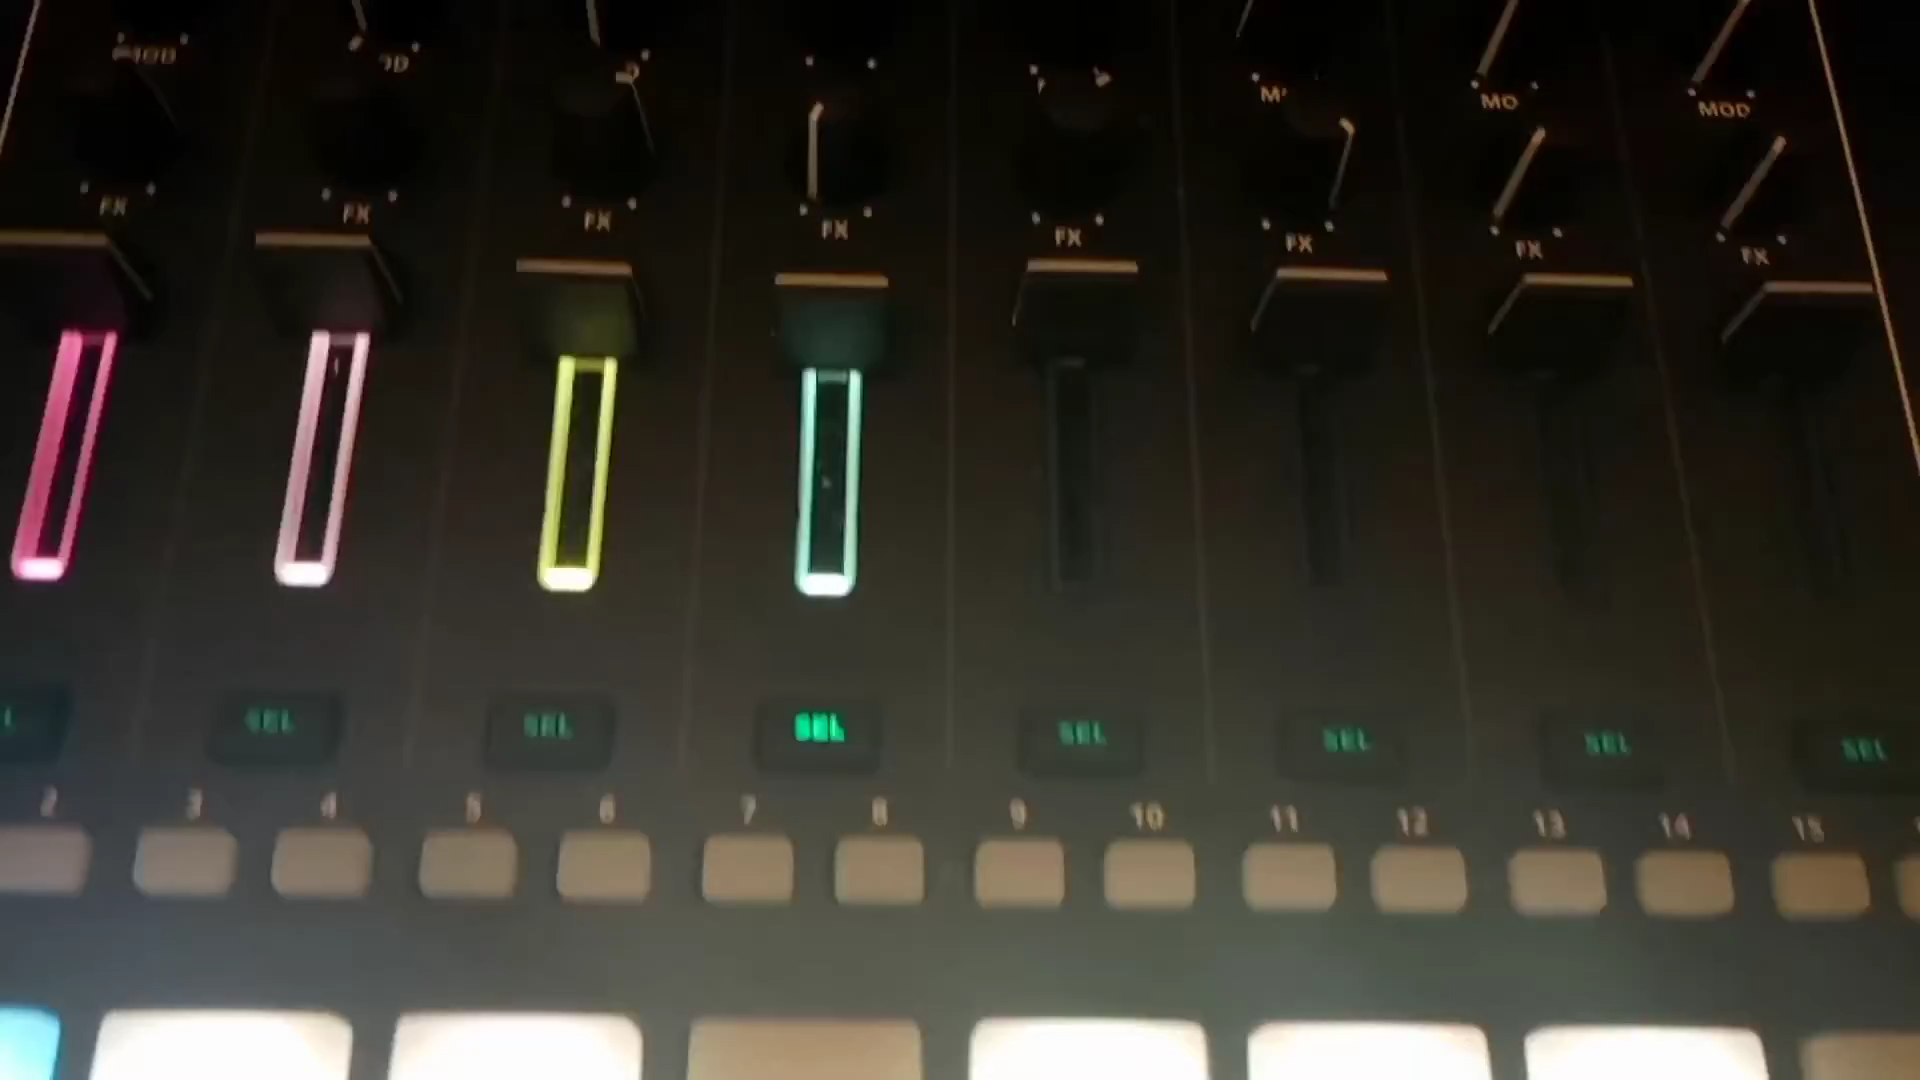 MOD
MO
MOD
FX FX FX FX FX FX FX FX
SEL SEL SEL SEL SEL SEL SEL
2 3 4 5 6 7 8 9 10 11 12 13 14 15